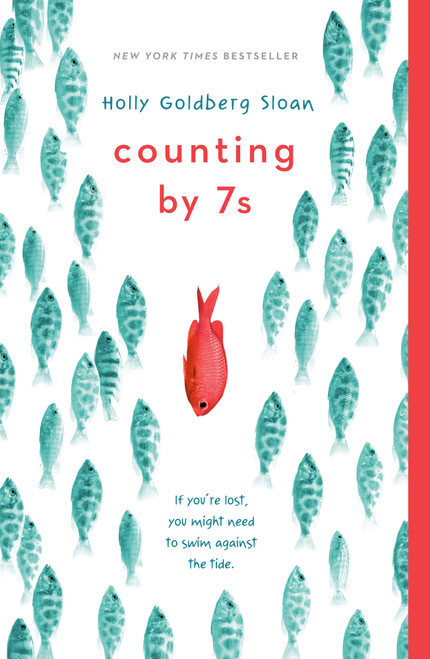 NEW YORK TIMES BESTSELLER
Holly Goldberg Sloan
counting
by 7s
If you're lost,
you might need
to swim against
the tide.